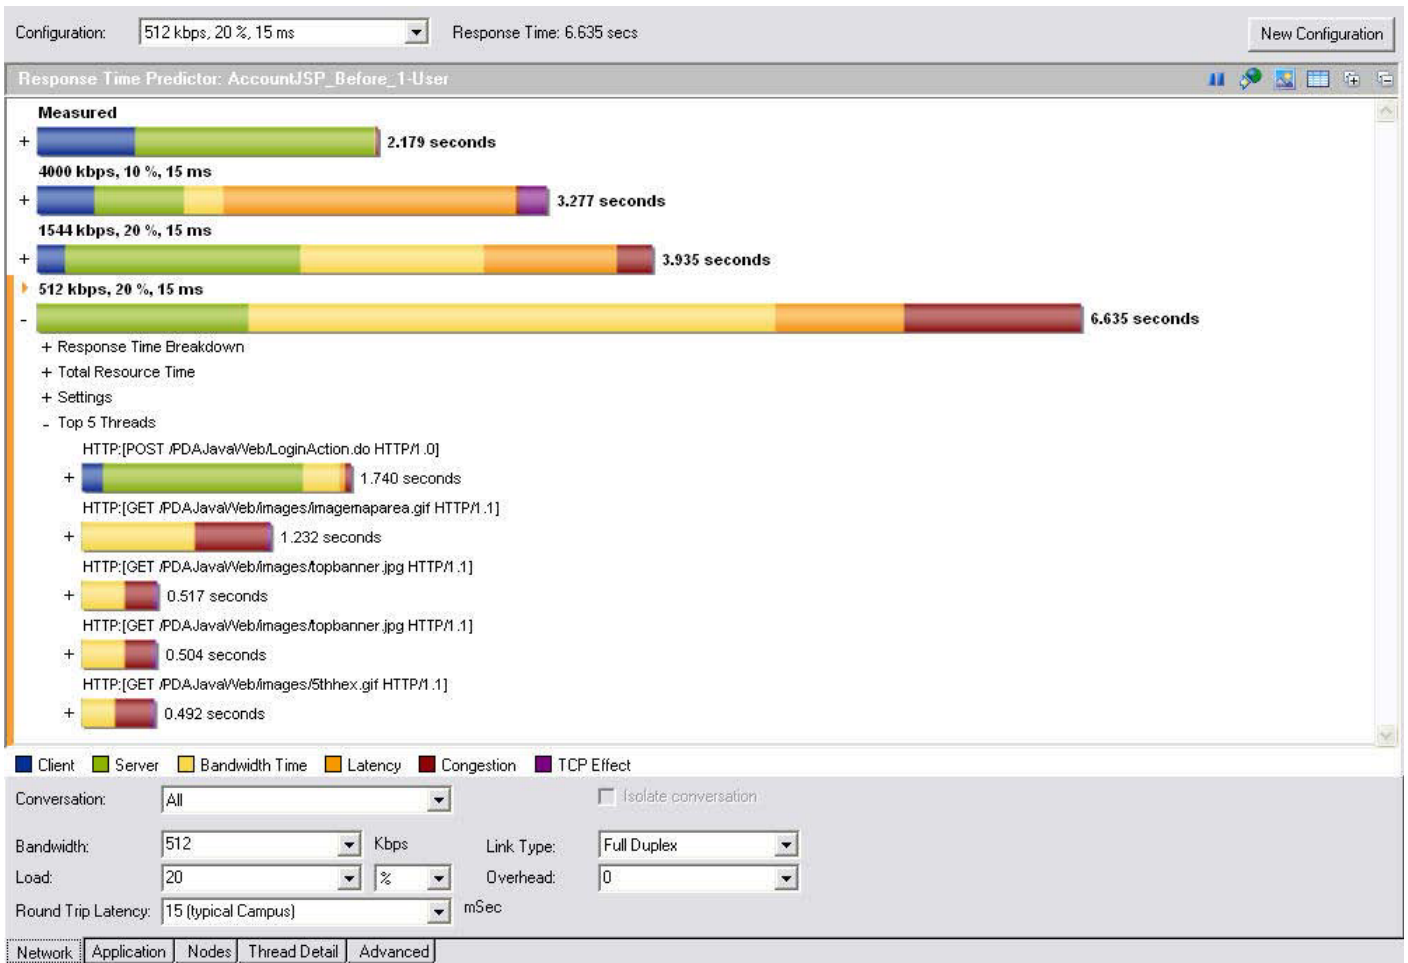 Configuration: 512 kbps, 20 %, 15 ms Response Time: 6.635 secs New Configuration
Response Time Predictor: AccountJSP_Before_1-User
Measured
+ 2.179 seconds
4000 kbps, 10 %, 15 ms
+ 3.277 seconds
1544 kbps, 20 %, 15 ms
+ 3.935 seconds
512 kbps, 20 %, 15 ms
- 6.635 seconds
+ Response Time Breakdown
+ Total Resource Time
+ Settings
- Top 5 Threads
HTTP:[POST /PDAJavaWeb/LoginAction.do HTTP/1.0]
+ 1.740 seconds
HTTP:[GET /PDAJavaWeb/images/imagemaparea.gif HTTP/1.1]
+ 1.232 seconds
HTTP:[GET /PDAJavaWeb/images/topbanner.jpg HTTP/1.1]
+ 0.517 seconds
HTTP:[GET /PDAJavaWeb/images/topbanner.jpg HTTP/1.1]
+ 0.504 seconds
HTTP:[GET /PDAJavaWeb/images/5thhex.gif HTTP/1.1]
+ 0.492 seconds
Client Server Bandwidth Time Latency Congestion TCP Effect
Conversation: All Isolate conversation
Bandwidth: 512 Kbps Link Type: Full Duplex
Load: 20 % Overhead: 0
Round Trip Latency: 15 (typical Campus) mSec
Network Application Nodes Thread Detail Advanced